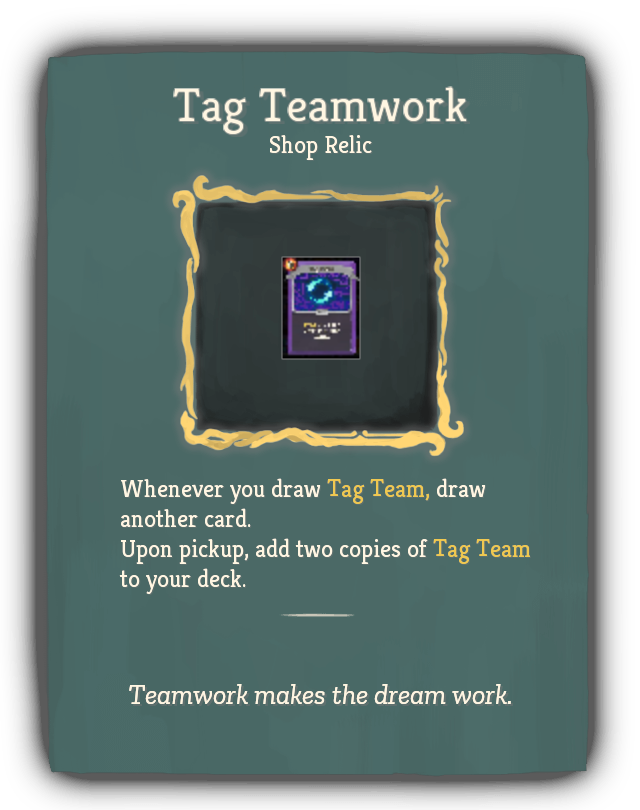 Tag Teamwork
Shop Relic
Whenever you draw Tag Team, draw
another card.
Upon pickup, add two copies of Tag Team
to your deck.
Teamwork makes the dream work.